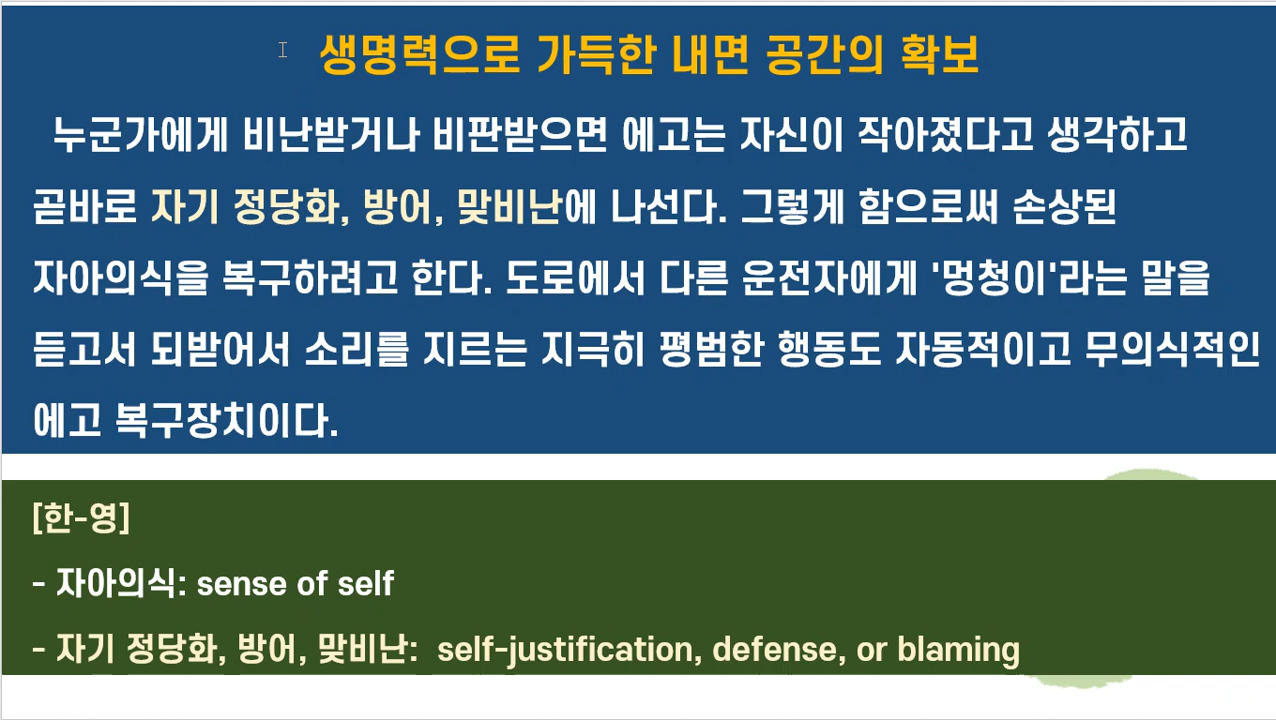 생명력으로 가득한 내면 공간의 확보
누군가에게 비난받거나 비판받으면 에고는 자신이 작아졌다고 생각하고
곧바로 자기 정당화, 방어, 맞비난에 나선다. 그렇게 함으로써 손상된
자아의식을 복구하려고 한다. 도로에서 다른 운전자에게 '멍청이'라는 말을
듣고서 되받어서 소리를 지르는 지극히 평범한 행동도 자동적이고 무의식적인
에고 복구장치이다.
[한-영]
- 자아의식: sense of self
- 자기 정당화, 방어, 맞비난: self-justification, defense, or blaming